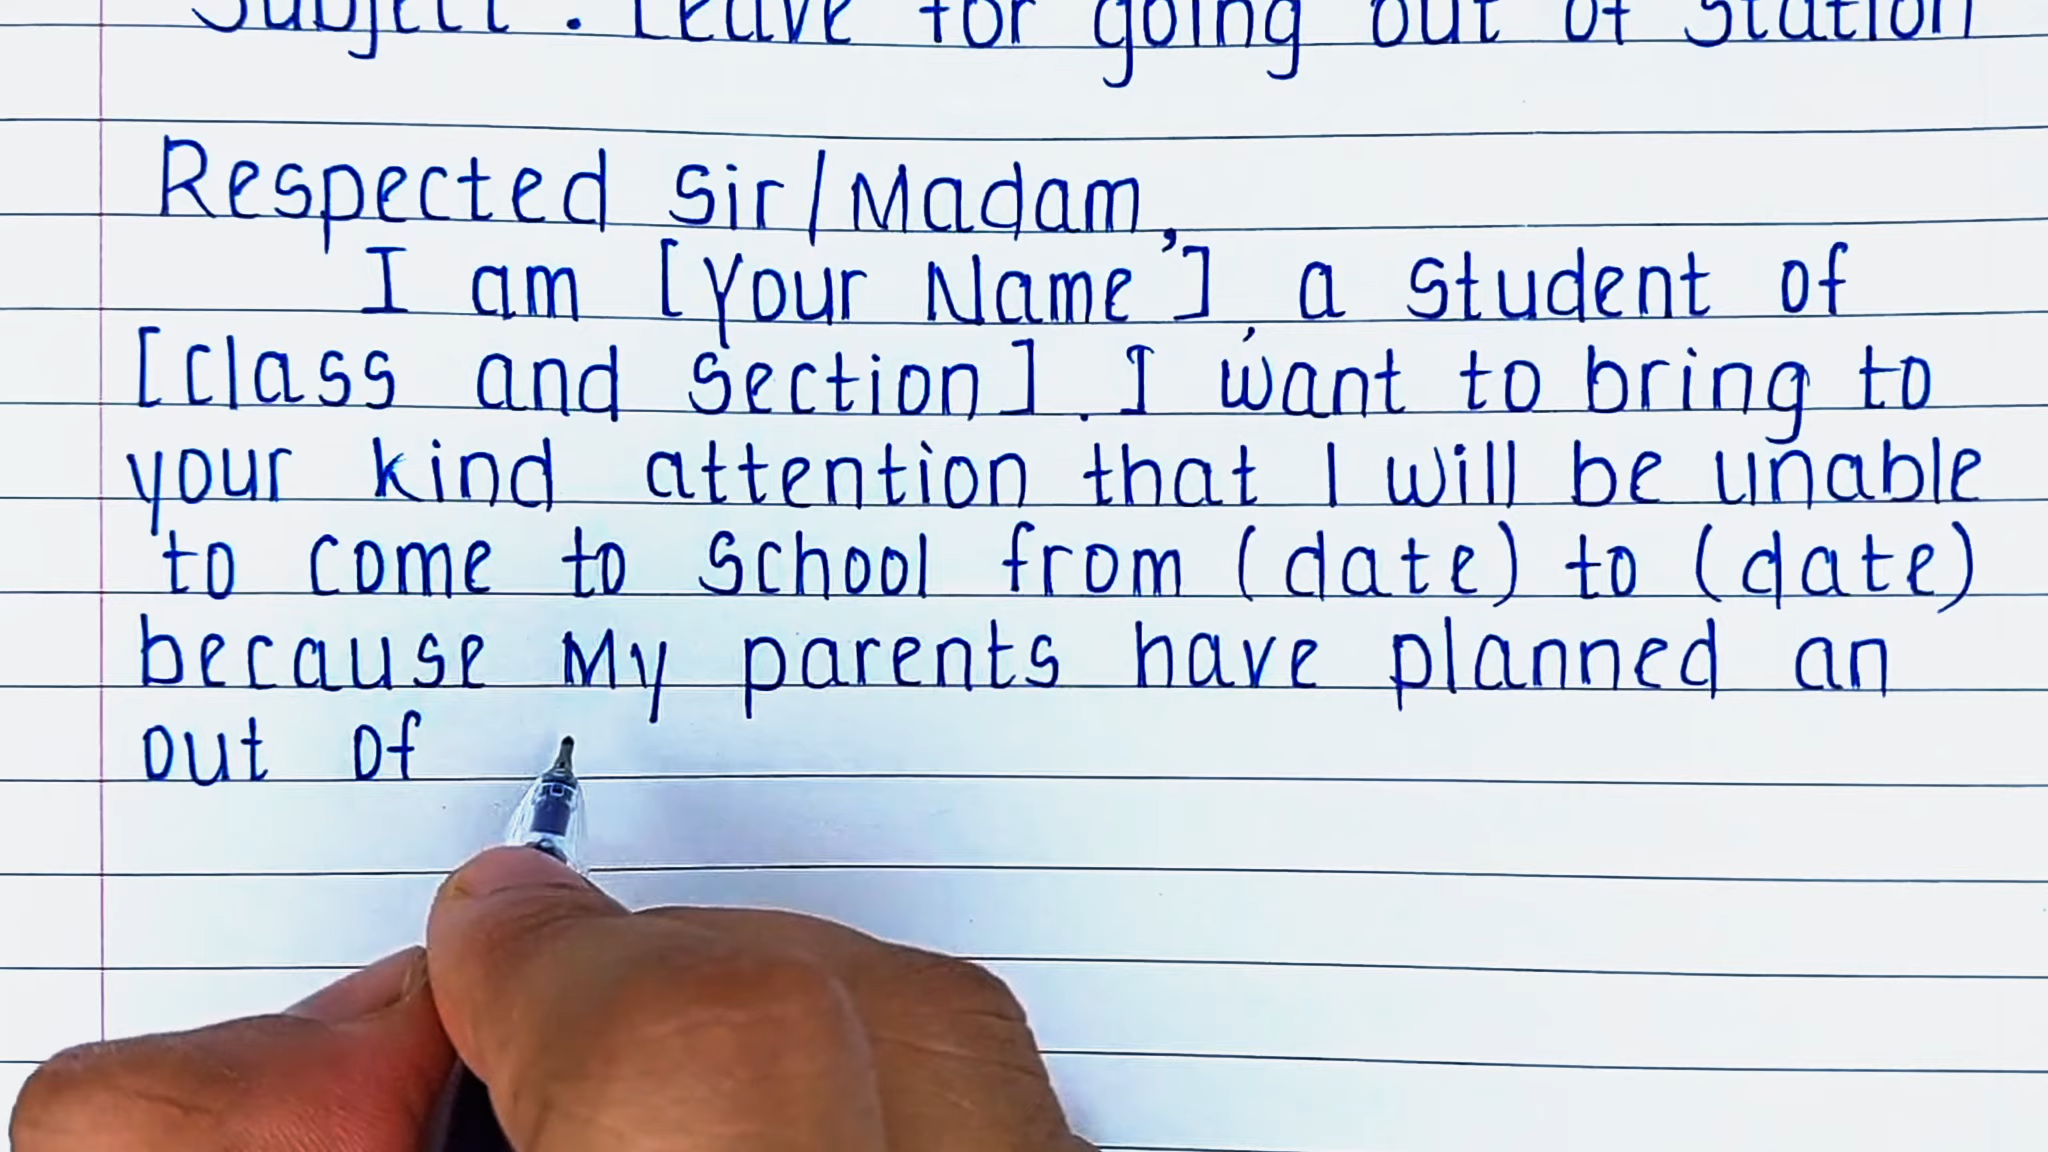 Subject : Leave for going out of station
Respected Sir/Madam,
I am [Your Name], a student of
[Class and Section]. I want to bring to
your kind attention that I will be unable
to come to school from (date) to (date)
because My parents have planned an
out of